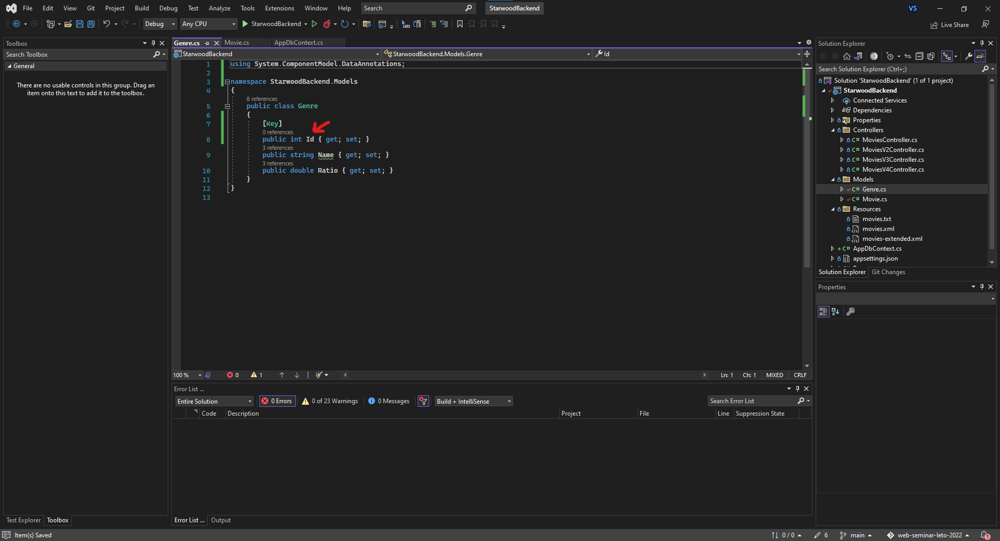 File Edit View Git Project Build Debug Test Analyze Tools Extensions Window Help Search StarwoodBackend VS
Debug Any CPU StarwoodBackend Live Share
Toolbox
Search Toolbox
General
There are no usable controls in this group. Drag an
item onto this text to add it to the toolbox.
Test Explorer Toolbox
Genre.cs Movie.cs AppDbContext.cs
StarwoodBackend StarwoodBackend.Models.Genre Id
1 using System.ComponentModel.DataAnnotations;
2
3 namespace StarwoodBackend.Models
4 {
8 references
5 public class Genre
6 {
7 [Key]
0 references
8 public int Id { get; set; }
3 references
9 public string Name { get; set; }
3 references
10 public double Ratio { get; set; }
11 }
12 }
13
100 % 0 1 Ln: 1 Ch: 1 MIXED CRLF
Error List ...
Entire Solution 0 Errors 0 of 23 Warnings 0 Messages Build + IntelliSense Search Error List
Code Description Project File Line Suppression State
Error List ... Output
Solution Explorer
Search Solution Explorer (Ctrl+;)
Solution 'StarwoodBackend' (1 of 1 project)
StarwoodBackend
Connected Services
Dependencies
Properties
Controllers
C# MoviesController.cs
C# MoviesV2Controller.cs
C# MoviesV3Controller.cs
C# MoviesV4Controller.cs
Models
C# Genre.cs
C# Movie.cs
Resources
movies.txt
movies.xml
movies-extended.xml
C# AppDbContext.cs
appsettings.json
Solution Explorer Git Changes
Properties
Item(s) Saved 0 / 0 6 main web-seminar-leto-2022 1